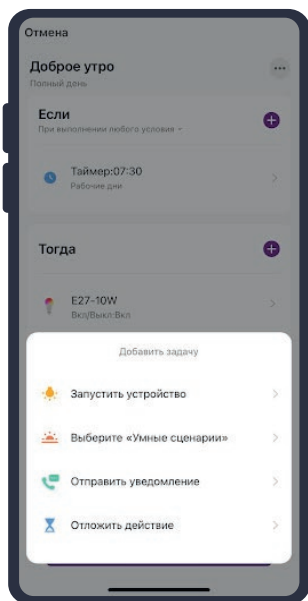 Отмена
Доброе утро
Полный день
Если
При выполнении любого условия
Таймер:07:30
Рабочие дни
Тогда
E27-10W
Вкл/Выкл:Вкл
Добавить задачу
Запустить устройство
Выберите «Умные сценарии»
Отправить уведомление
Отложить действие